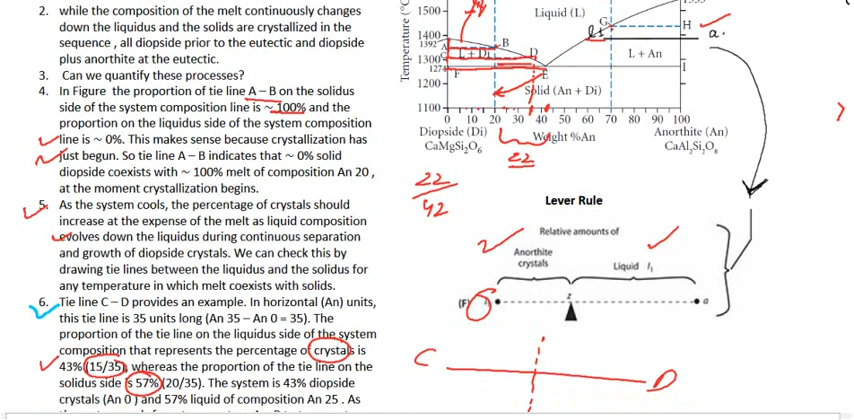 2. while the composition of the melt continuously changes
down the liquidus and the solids are crystallized in the
sequence , all diopside prior to the eutectic and diopside
plus anorthite at the eutectic.
3. Can we quantify these processes?
4. In Figure the proportion of tie line A – B on the solidus
side of the system composition line is ~ 100% and the
proportion on the liquidus side of the system composition
line is ~ 0%. This makes sense because crystallization has
just begun. So tie line A – B indicates that ~ 0% solid
diopside coexists with ~ 100% melt of composition An 20 ,
at the moment crystallization begins.
5. As the system cools, the percentage of crystals should
increase at the expense of the melt as liquid composition
evolves down the liquidus during continuous separation
and growth of diopside crystals. We can check this by
drawing tie lines between the liquidus and the solidus for
any temperature in which melt coexists with solids.
6. Tie line C – D provides an example. In horizontal (An) units,
this tie line is 35 units long (An 35 – An 0 = 35). The
proportion of the tie line on the liquidus side of the system
composition that represents the percentage of crystals is
43% (15/35), whereas the proportion of the tie line on the
solidus side is 57% (20/35). The system is 43% diopside
crystals (An 0 ) and 57% liquid of composition An 25 . As
Temperature (°C
1500
1400
1392
1300
1274
1200
1100
Liquid (L)
A
B
C
L + Di
D
E
F
G
H
I
a.
L + An
Solid (An + Di)
0 10 20 30 40 50 60 70 80 90 100
Diopside (Di)
CaMgSi₂O₆
Weight %An
Anorthite (An)
CaAl₂Si₂O₈
22
22
42
Lever Rule
Relative amounts of
Anorthite
crystals
Liquid l₁
(F)
z
a
C
D